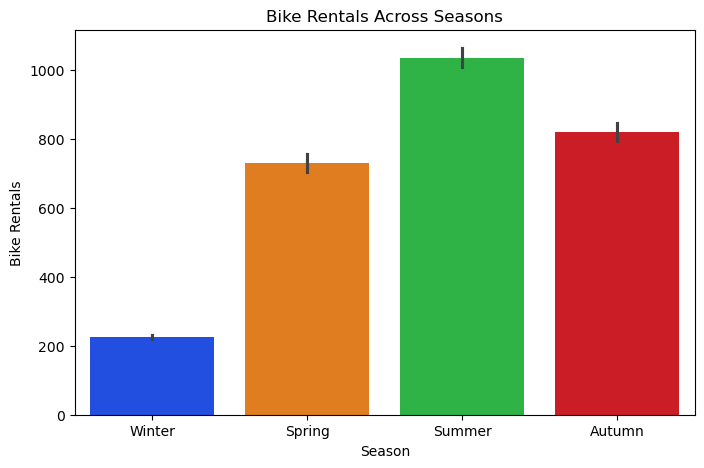 Bike Rentals Across Seasons
Bike Rentals
1000
800
600
400
200
0
Winter Spring Summer Autumn
Season